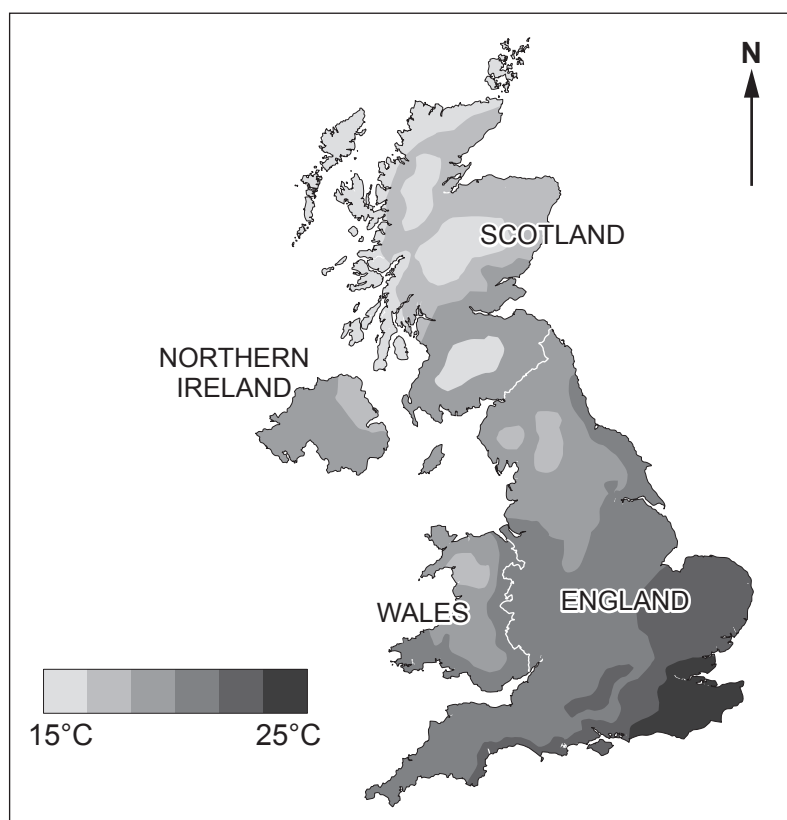 N
SCOTLAND
NORTHERN
IRELAND
WALES
ENGLAND
15°C
25°C